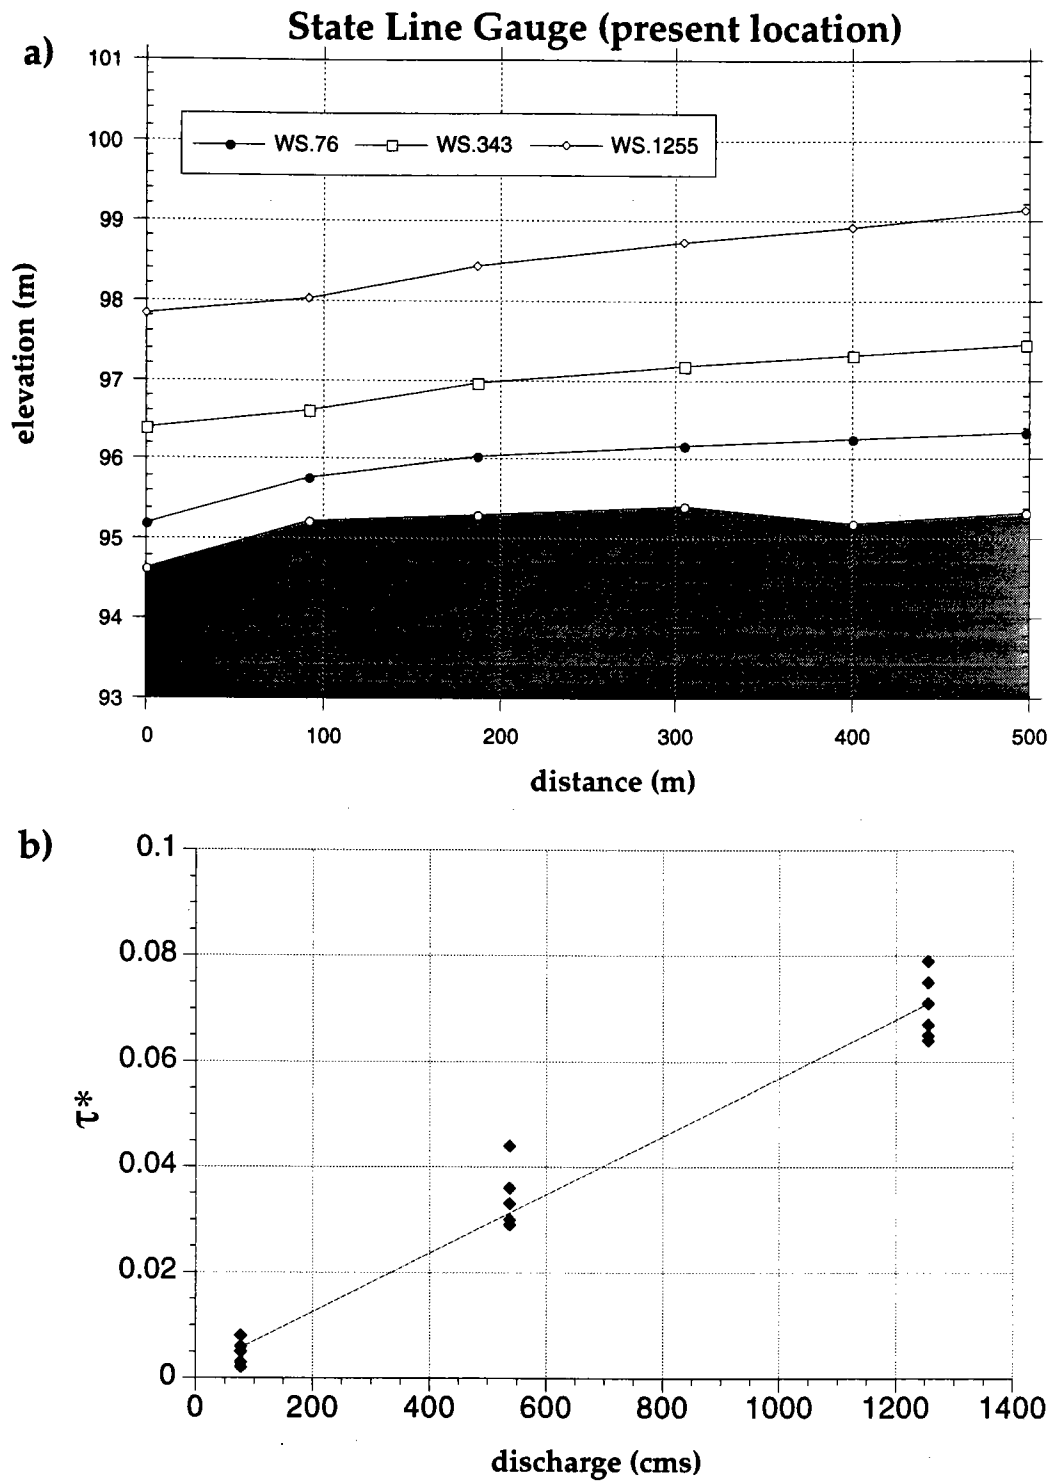 State Line Gauge (present location)
a)
101
100
99
98
97
96
95
94
93
WS.76 WS.343 WS.1255
elevation (m)
0 100 200 300 400 500
distance (m)
b)
0.1
0.08
0.06
0.04
0.02
0
τ*
0 200 400 600 800 1000 1200 1400
discharge (cms)